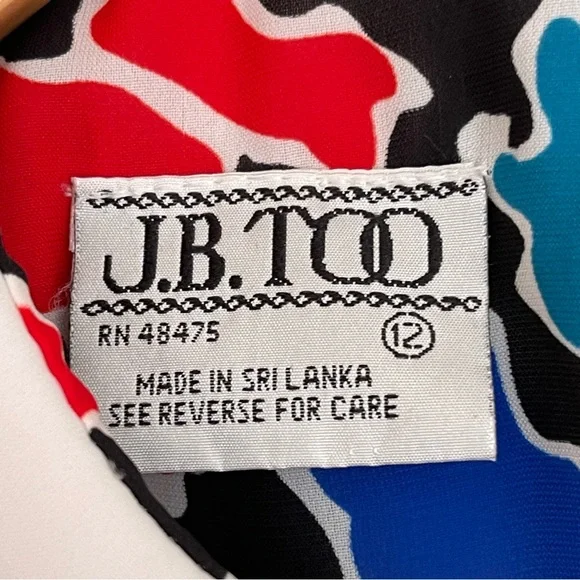 J.B. TOO
RN 48475 12
MADE IN SRI LANKA
SEE REVERSE FOR CARE